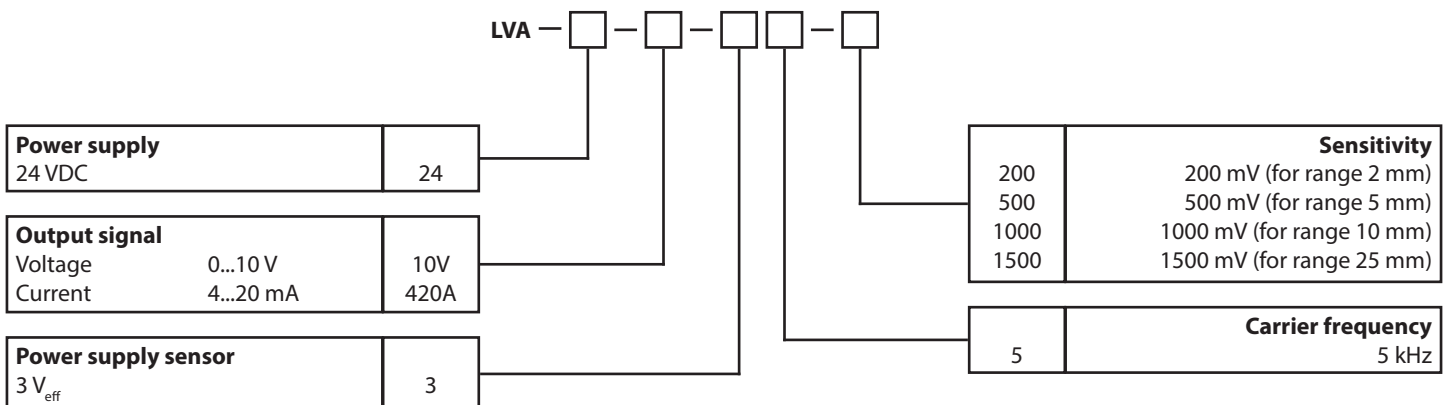 LVA — — — —
Power supply
24 VDC 24
Output signal
Voltage 0...10 V 10V
Current 4...20 mA 420A
Power supply sensor
3 Veff 3
Sensitivity
200 200 mV (for range 2 mm)
500 500 mV (for range 5 mm)
1000 1000 mV (for range 10 mm)
1500 1500 mV (for range 25 mm)
Carrier frequency
5 5 kHz